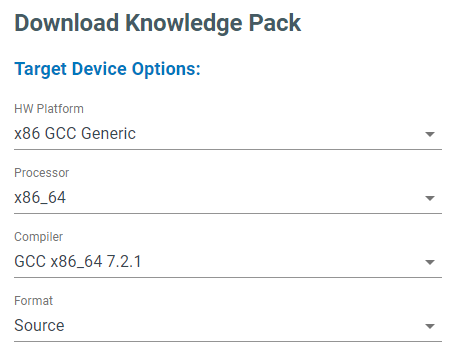 Download Knowledge Pack
Target Device Options:
HW Platform
x86 GCC Generic
Processor
x86_64
Compiler
GCC x86_64 7.2.1
Format
Source